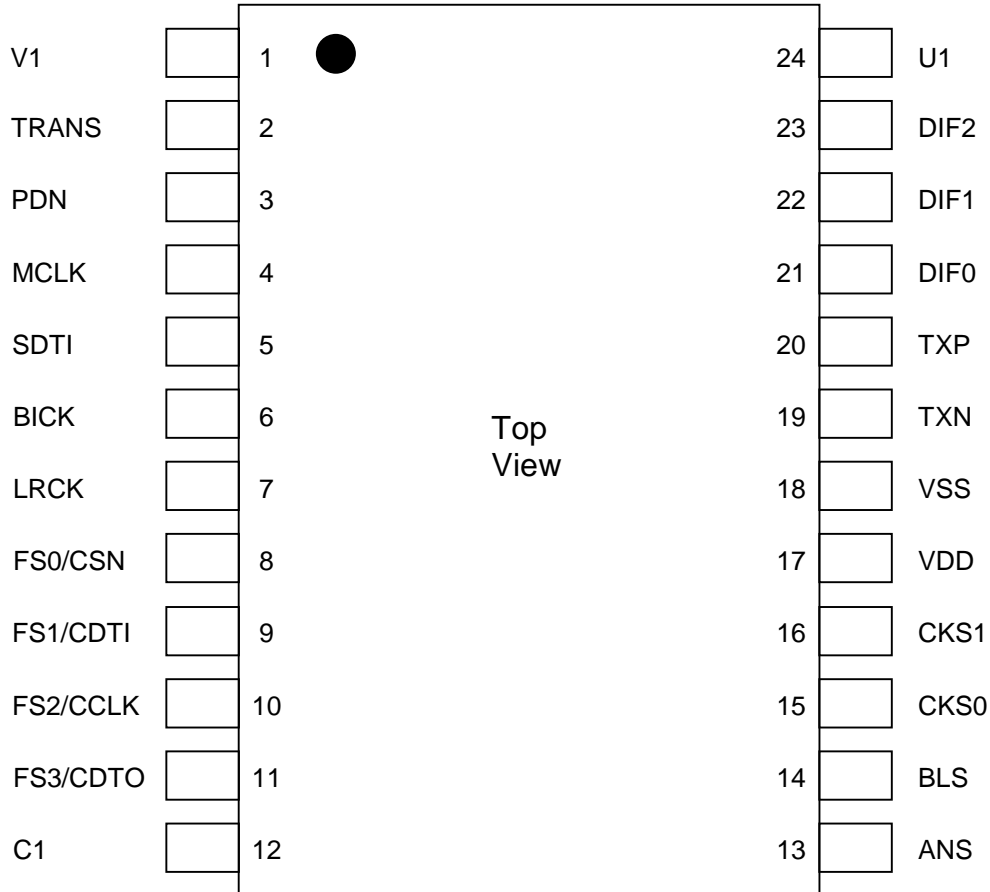 V1 1 24 U1
TRANS 2 23 DIF2
PDN 3 22 DIF1
MCLK 4 21 DIF0
SDTI 5 20 TXP
BICK 6 19 TXN
Top
View
LRCK 7 18 VSS
FS0/CSN 8 17 VDD
FS1/CDTI 9 16 CKS1
FS2/CCLK 10 15 CKS0
FS3/CDTO 11 14 BLS
C1 12 13 ANS